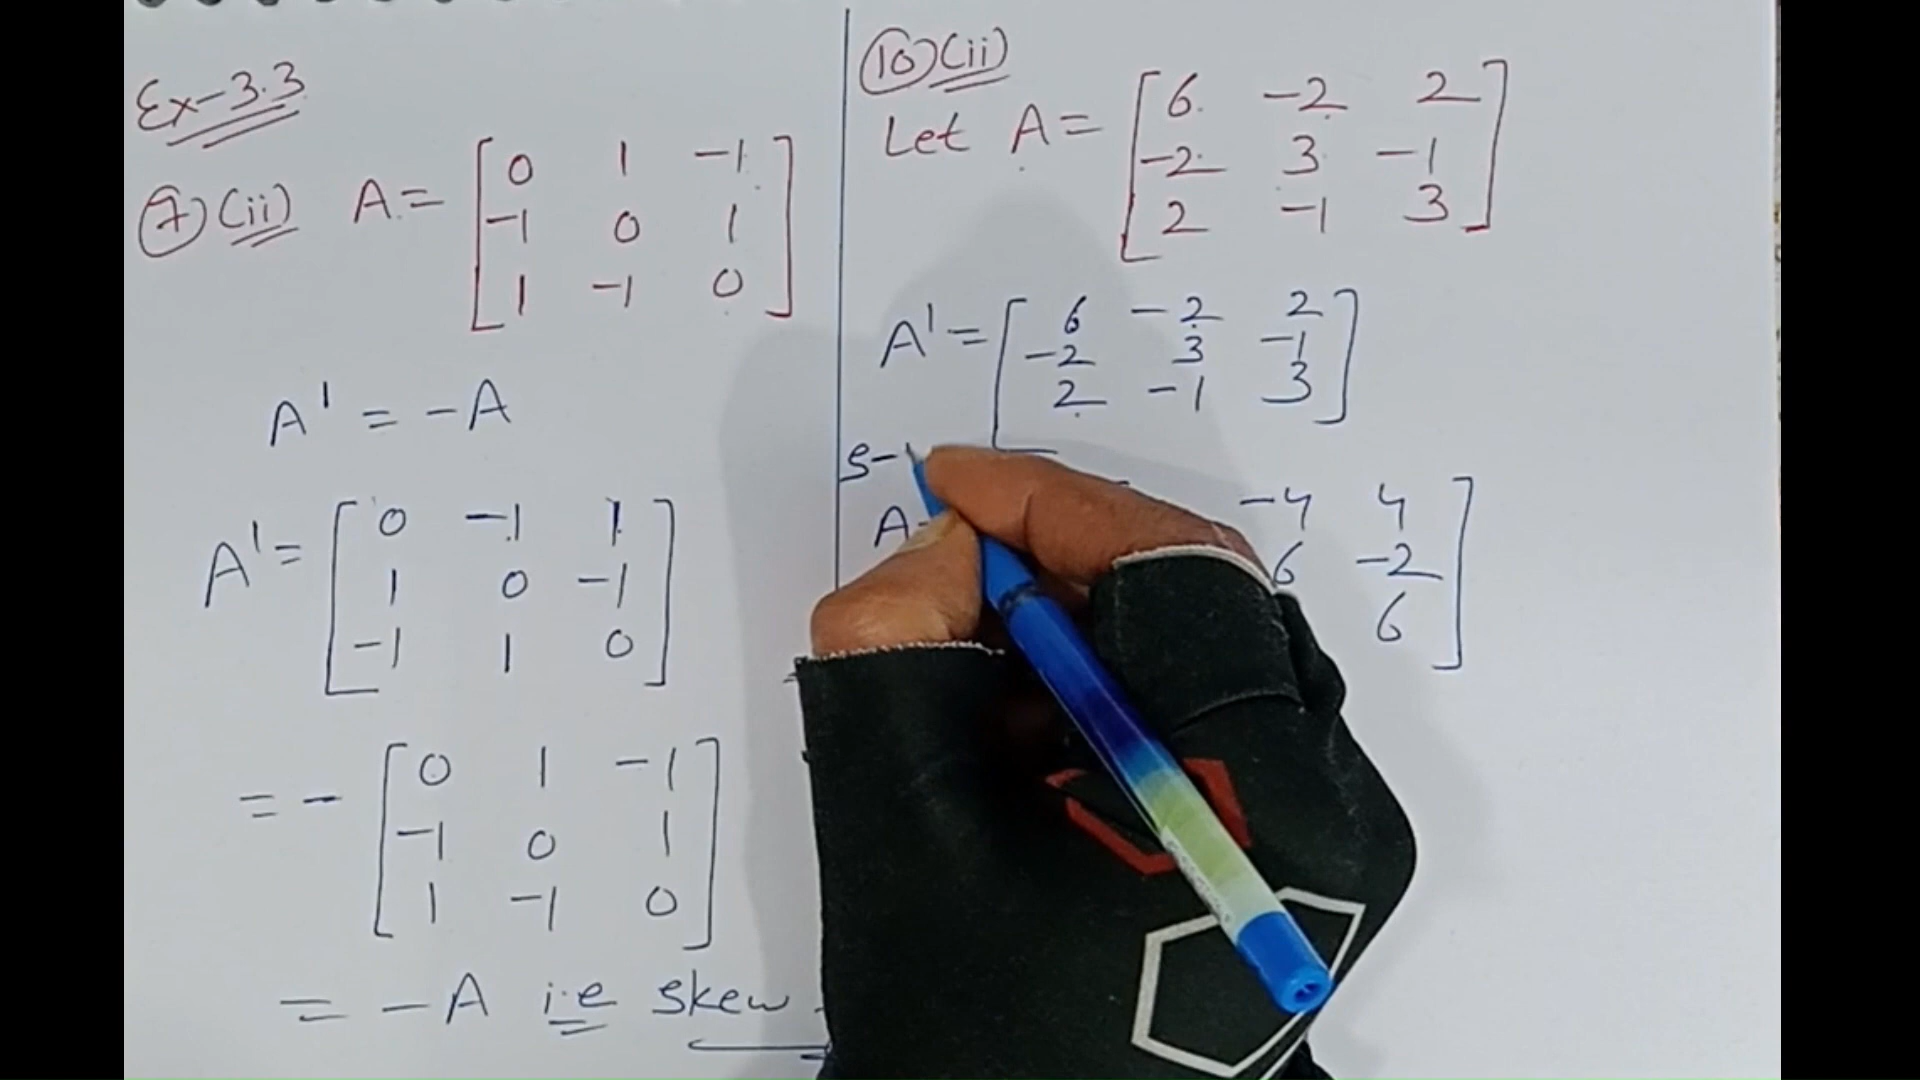 Ex-3.3
7 (ii) A = [ 0 1 -1
-1 0 1
1 -1 0 ]
A' = -A
A' = [ 0 -1 1
1 0 -1
-1 1 0 ]
= - [ 0 1 -1
-1 0 1
1 -1 0 ]
= -A i.e skew
10 (ii)
Let A = [ 6 -2 2
-2 3 -1
2 -1 3 ]
A' = [ 6 -2 2
-2 3 -1
2 -1 3 ]
S-
A -4 4 ]
6 -2
6